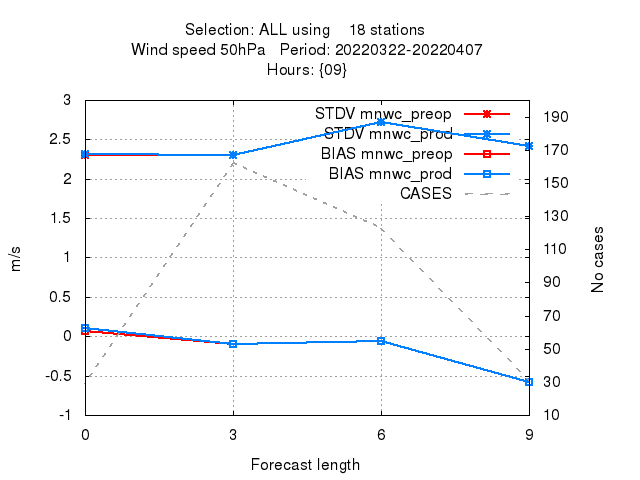 Selection: ALL using 18 stations
Wind speed 50hPa Period: 20220322-20220407
Hours: {09}
STDV mnwc_preop
STDV mnwc_prod
BIAS mnwc_preop
BIAS mnwc_prod
CASES
3
2.5
2
1.5
1
0.5
0
-0.5
-1
m/s
190
170
150
130
110
90
70
50
30
10
No cases
0 3 6 9
Forecast length